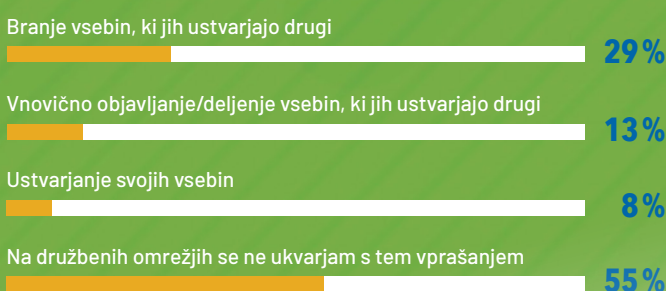 Branje vsebin, ki jih ustvarjajo drugi
29%
Vnovično objavljanje/deljenje vsebin, ki jih ustvarjajo drugi
13%
Ustvarjanje svojih vsebin
8%
Na družbenih omrežjih se ne ukvarjam s tem vprašanjem
55%